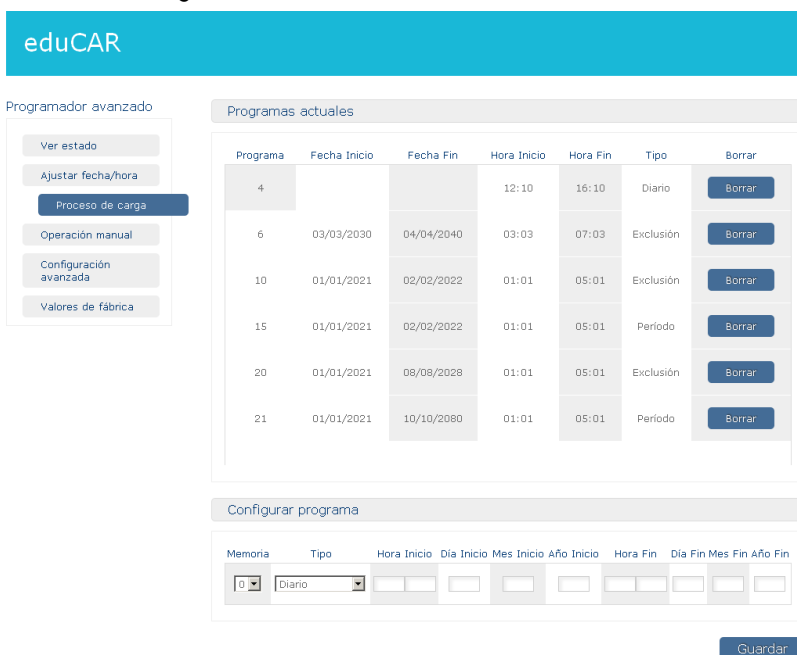 eduCAR
Programador avanzado
Ver estado
Ajustar fecha/hora
Proceso de carga
Operación manual
Configuración
avanzada
Valores de fábrica
Programas actuales
Programa Fecha Inicio Fecha Fin Hora Inicio Hora Fin Tipo Borrar
4 12:10 16:10 Diario Borrar
6 03/03/2030 04/04/2040 03:03 07:03 Exclusión Borrar
10 01/01/2021 02/02/2022 01:01 05:01 Exclusión Borrar
15 01/01/2021 02/02/2022 01:01 05:01 Período Borrar
20 01/01/2021 08/08/2028 01:01 05:01 Exclusión Borrar
21 01/01/2021 10/10/2080 01:01 05:01 Período Borrar
Configurar programa
Memoria Tipo Hora Inicio Día Inicio Mes Inicio Año Inicio Hora Fin Día Fin Mes Fin Año Fin
0 Diario
Guardar